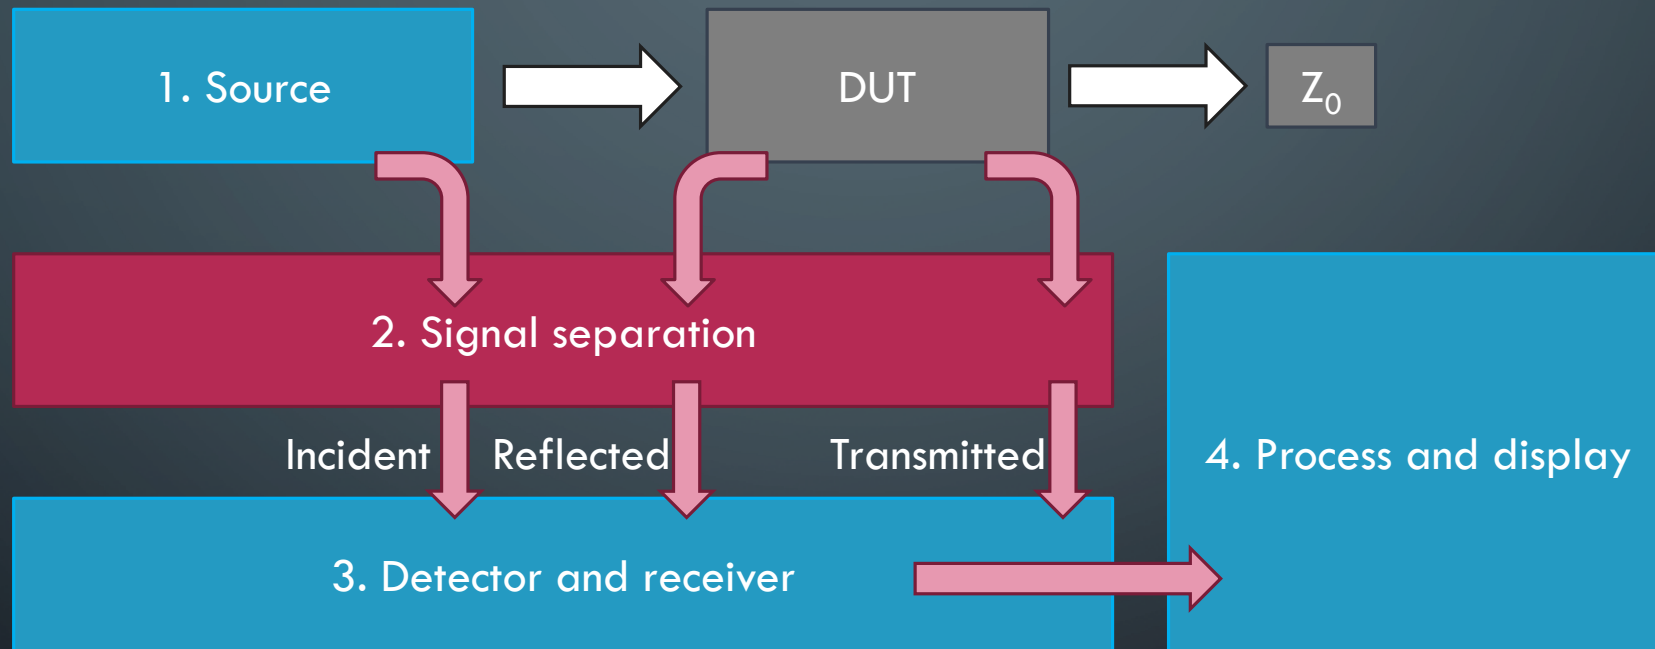 1. Source
DUT
Z₀
2. Signal separation
Incident
Reflected
Transmitted
4. Process and display
3. Detector and receiver